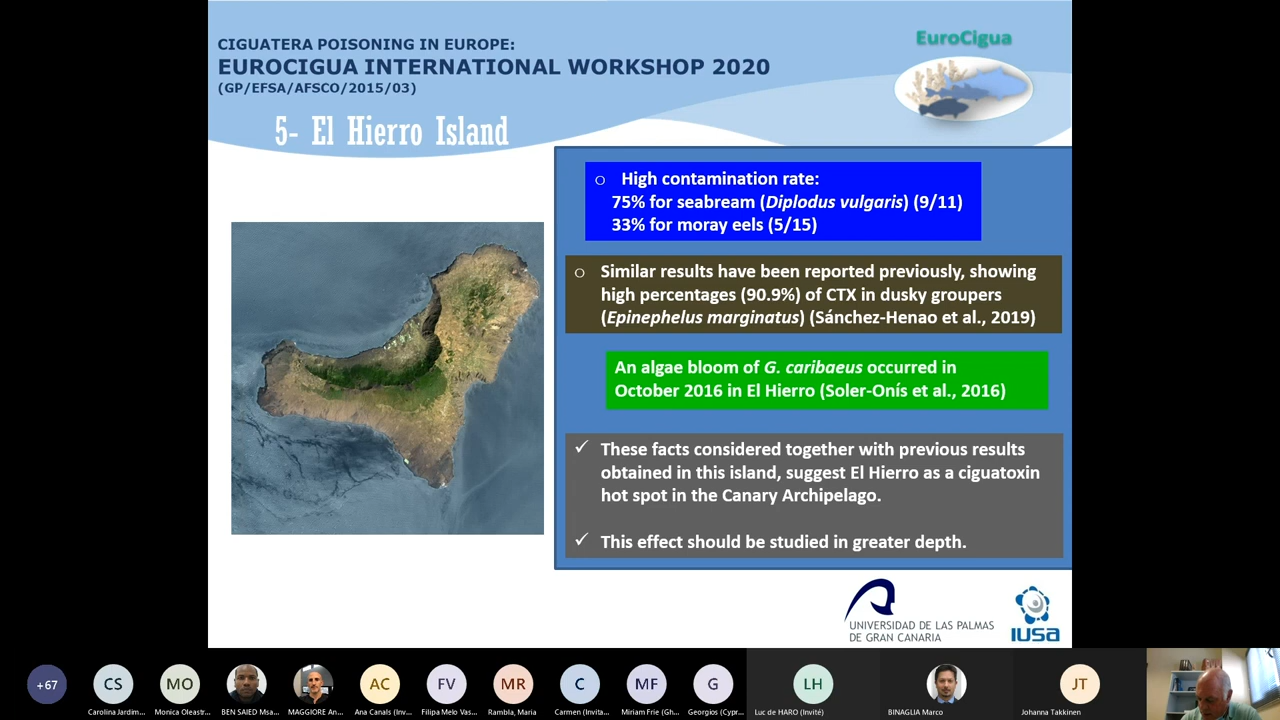 CIGUATERA POISONING IN EUROPE:
EUROCIGUA INTERNATIONAL WORKSHOP 2020
(GP/EFSA/AFSCO/2015/03)
EuroCigua
5- El Hierro Island
○ High contamination rate:
75% for seabream (Diplodus vulgaris) (9/11)
33% for moray eels (5/15)
○ Similar results have been reported previously, showing
high percentages (90.9%) of CTX in dusky groupers
(Epinephelus marginatus) (Sánchez-Henao et al., 2019)
An algae bloom of G. caribaeus occurred in
October 2016 in El Hierro (Soler-Onís et al., 2016)
✓ These facts considered together with previous results
obtained in this island, suggest El Hierro as a ciguatoxin
hot spot in the Canary Archipelago.
✓ This effect should be studied in greater depth.
UNIVERSIDAD DE LAS PALMAS
DE GRAN CANARIA
IUSA
+67
CS
MO
AC
FV
MR
C
MF
G
LH
JT
Carolina Jardim...
Monica Oleastr...
BEN SAIED Msa...
MAGGIORE An...
Ana Canals (Inv...
Filipa Melo Vas...
Rambla, Maria
Carmen (Invita...
Miriam Frie (Gh...
Georgios (Cypr...
Luc de HARO (Invité)
BINAGLIA Marco
Johanna Takkinen